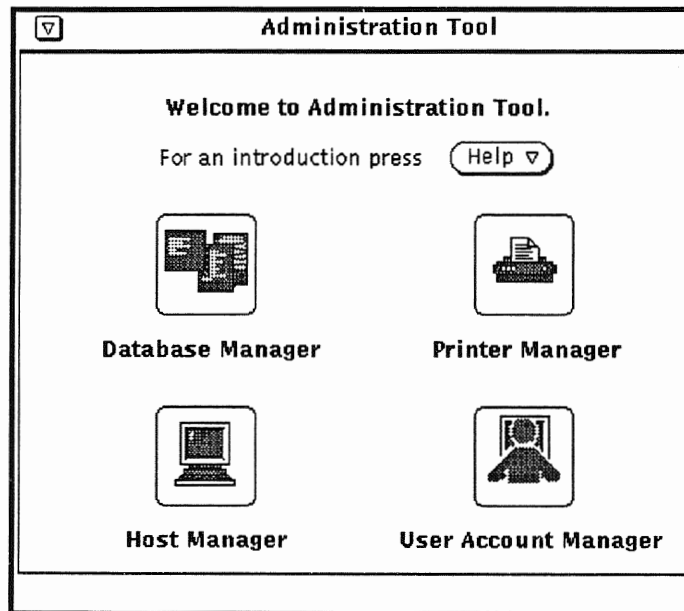 Administration Tool
Welcome to Administration Tool.
For an introduction press Help
Database Manager
Printer Manager
Host Manager
User Account Manager